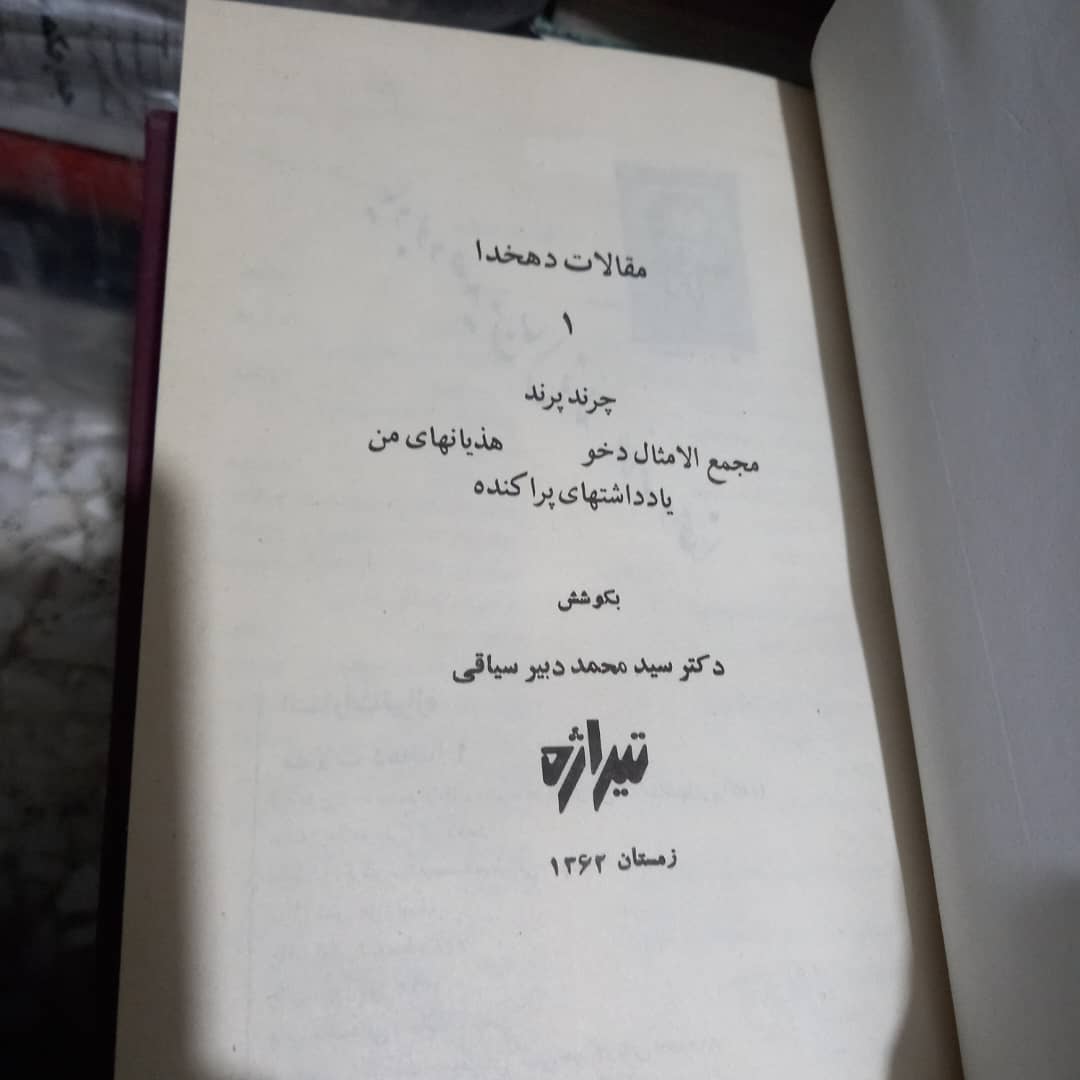 مقالات دهخدا
۱
چرند پرند
مجمع الامثال دخو هذیانهای من
یادداشتهای پراکنده
بکوشش
دکتر سید محمد دبیر سیاقی
تیراژه
زمستان ۱۳۶۲